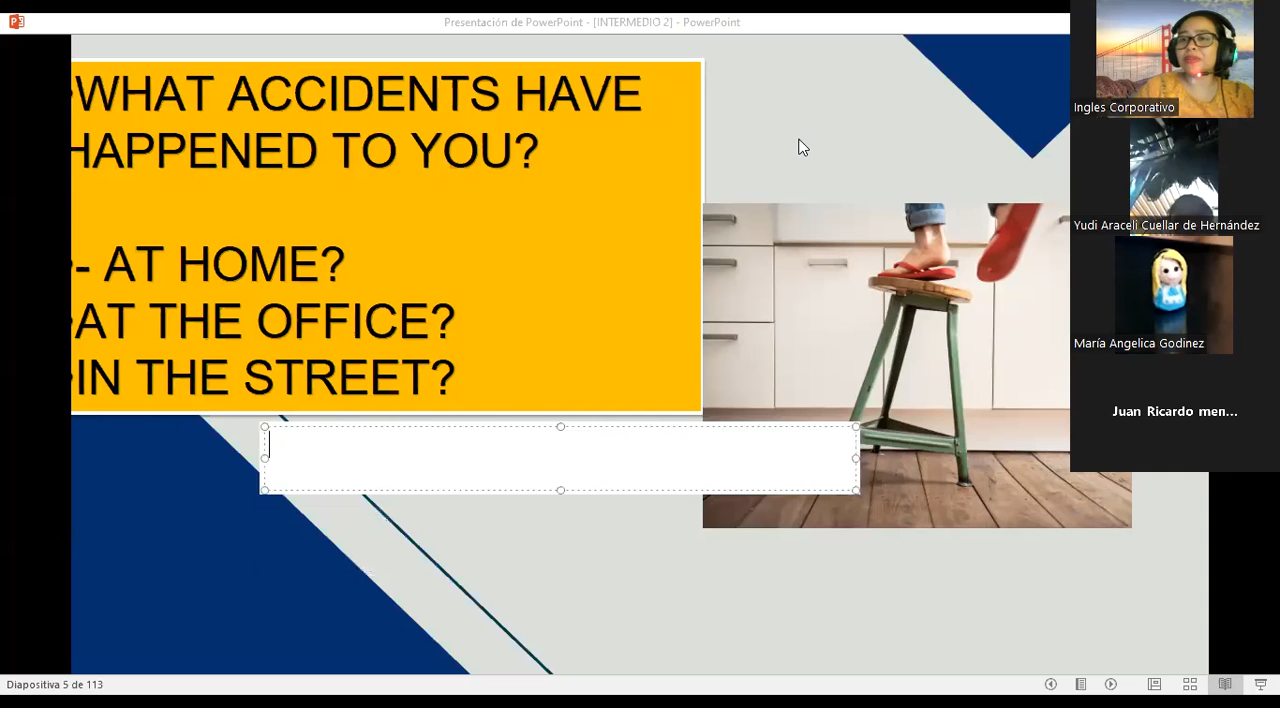 Presentación de PowerPoint - [INTERMEDIO 2] - PowerPoint
WHAT ACCIDENTS HAVE
HAPPENED TO YOU?
- AT HOME?
AT THE OFFICE?
IN THE STREET?
Ingles Corporativo
Yudi Araceli Cuellar de Hernández
María Angelica Godinez
Juan Ricardo men...
Diapositiva 5 de 113